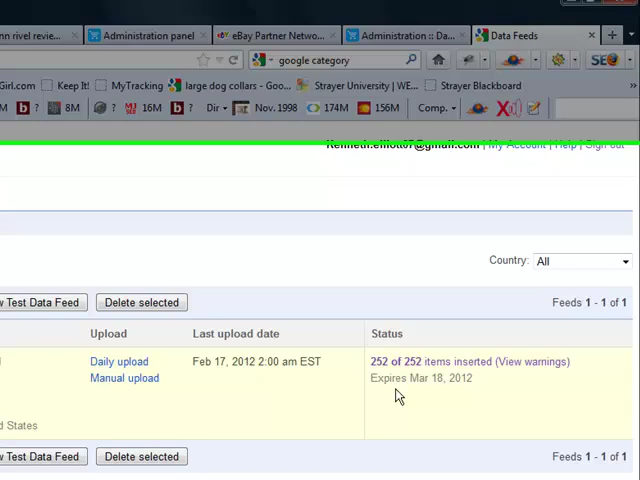 nn rivel revie... Administration panel eBay Partner Netwo... Administration :: Da... Data Feeds
google category
Girl.com Keep It! MyTracking large dog collars - Goo... Strayer University | WE... Strayer Blackboard
M ? 8M MJ SEO 16M ? Dir Nov.1998 174M 156M Comp.
Kenneth.elliott07@gmail.com | My Account | Help | Sign out
Country: All
w Test Data Feed Delete selected Feeds 1 - 1 of 1
Upload Last upload date Status
Daily upload Feb 17, 2012 2:00 am EST 252 of 252 items inserted (View warnings)
Manual upload Expires Mar 18, 2012
d States
w Test Data Feed Delete selected Feeds 1 - 1 of 1